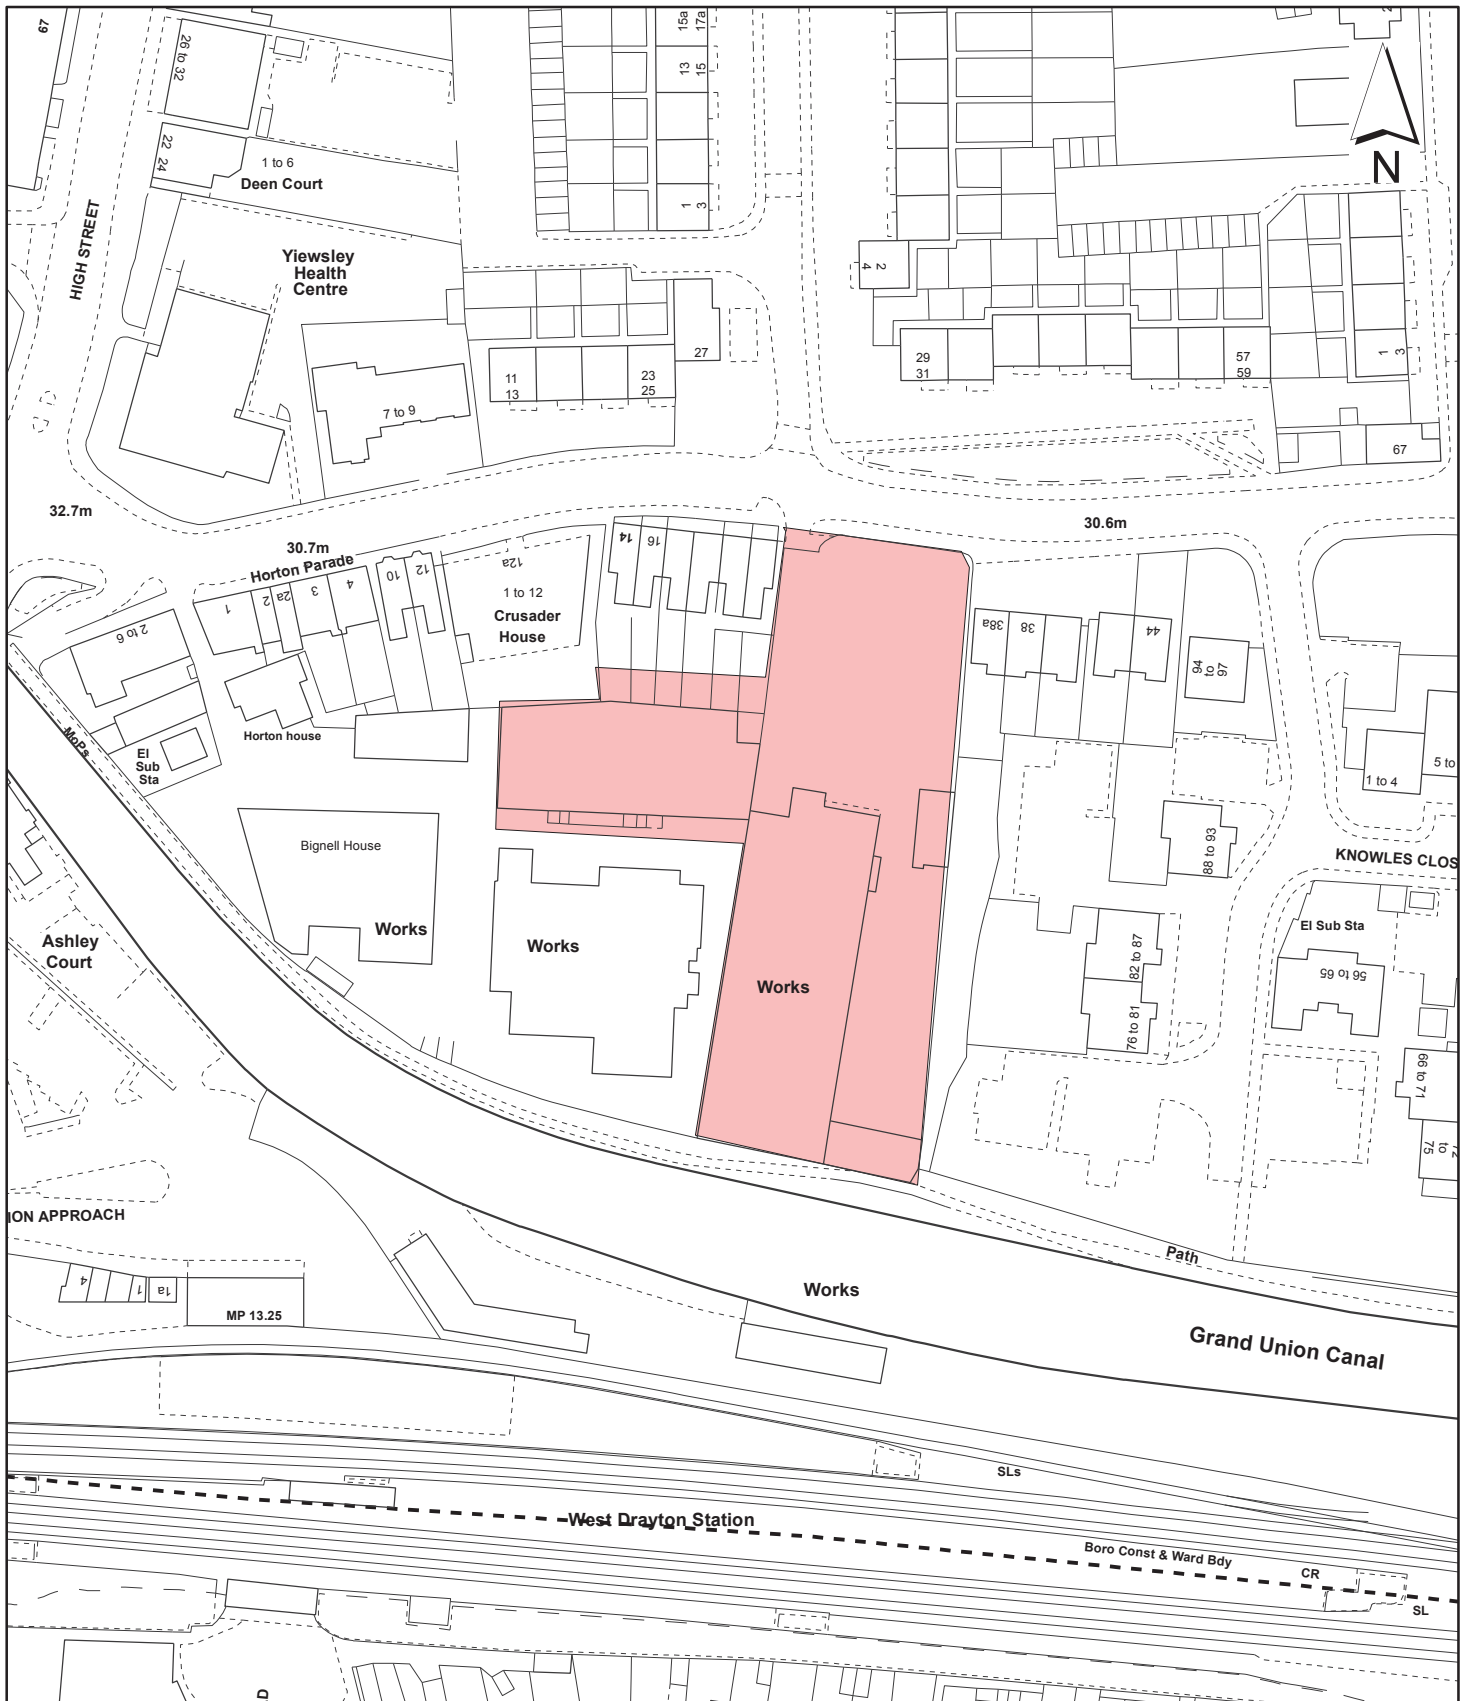 67
26 to 32
15a
17a
13
15
2
N
22
24
1 to 6
Deen Court
1
3
HIGH STREET
Yiewsley
Health
Centre
2
4
27
29
31
57
59
1
3
11
13
23
25
7 to 9
67
32.7m
30.6m
30.7m
Horton Parade
14
16
12a
1 to 12
Crusader
House
1
2
2a
3
4
10
12
2 to 6
38a
38
44
94
to
97
Horton house
MoPs
El
Sub
Sta
5 to
1 to 4
Bignell House
88 to 93
KNOWLES CLOS
Works
Works
Works
Ashley
Court
El Sub Sta
82 to 87
56 to 65
76 to 81
66 to 71
to
75
ION APPROACH
Path
4
1
1a
MP 13.25
Works
Grand Union Canal
SLs
West Drayton Station
Boro Const & Ward Bdy
CR
SL
D